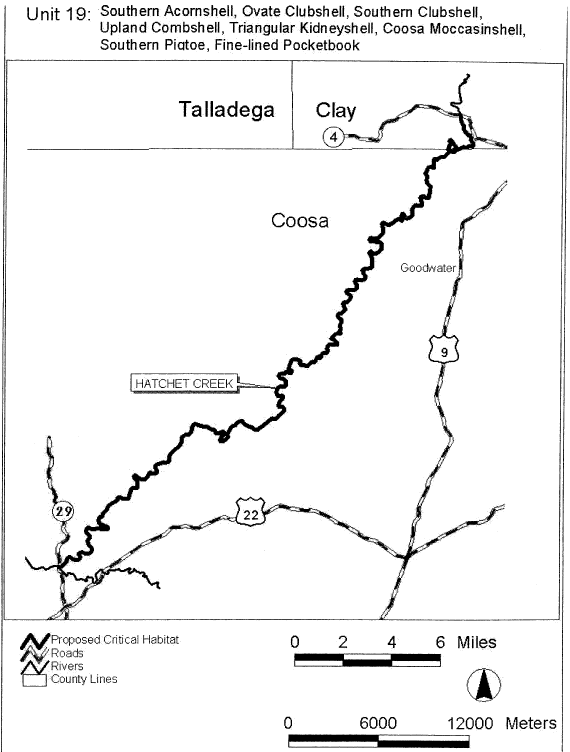 Unit 19: Southern Acornshell, Ovate Clubshell, Southern Clubshell,
Upland Combshell, Triangular Kidneyshell, Coosa Moccasinshell,
Southern Pigtoe, Fine-lined Pocketbook
Talladega
Clay
4
Coosa
Goodwater
9
HATCHET CREEK
29
22
Proposed Critical Habitat
Roads
Rivers
County Lines
0 2 4 6 Miles
0 6000 12000 Meters